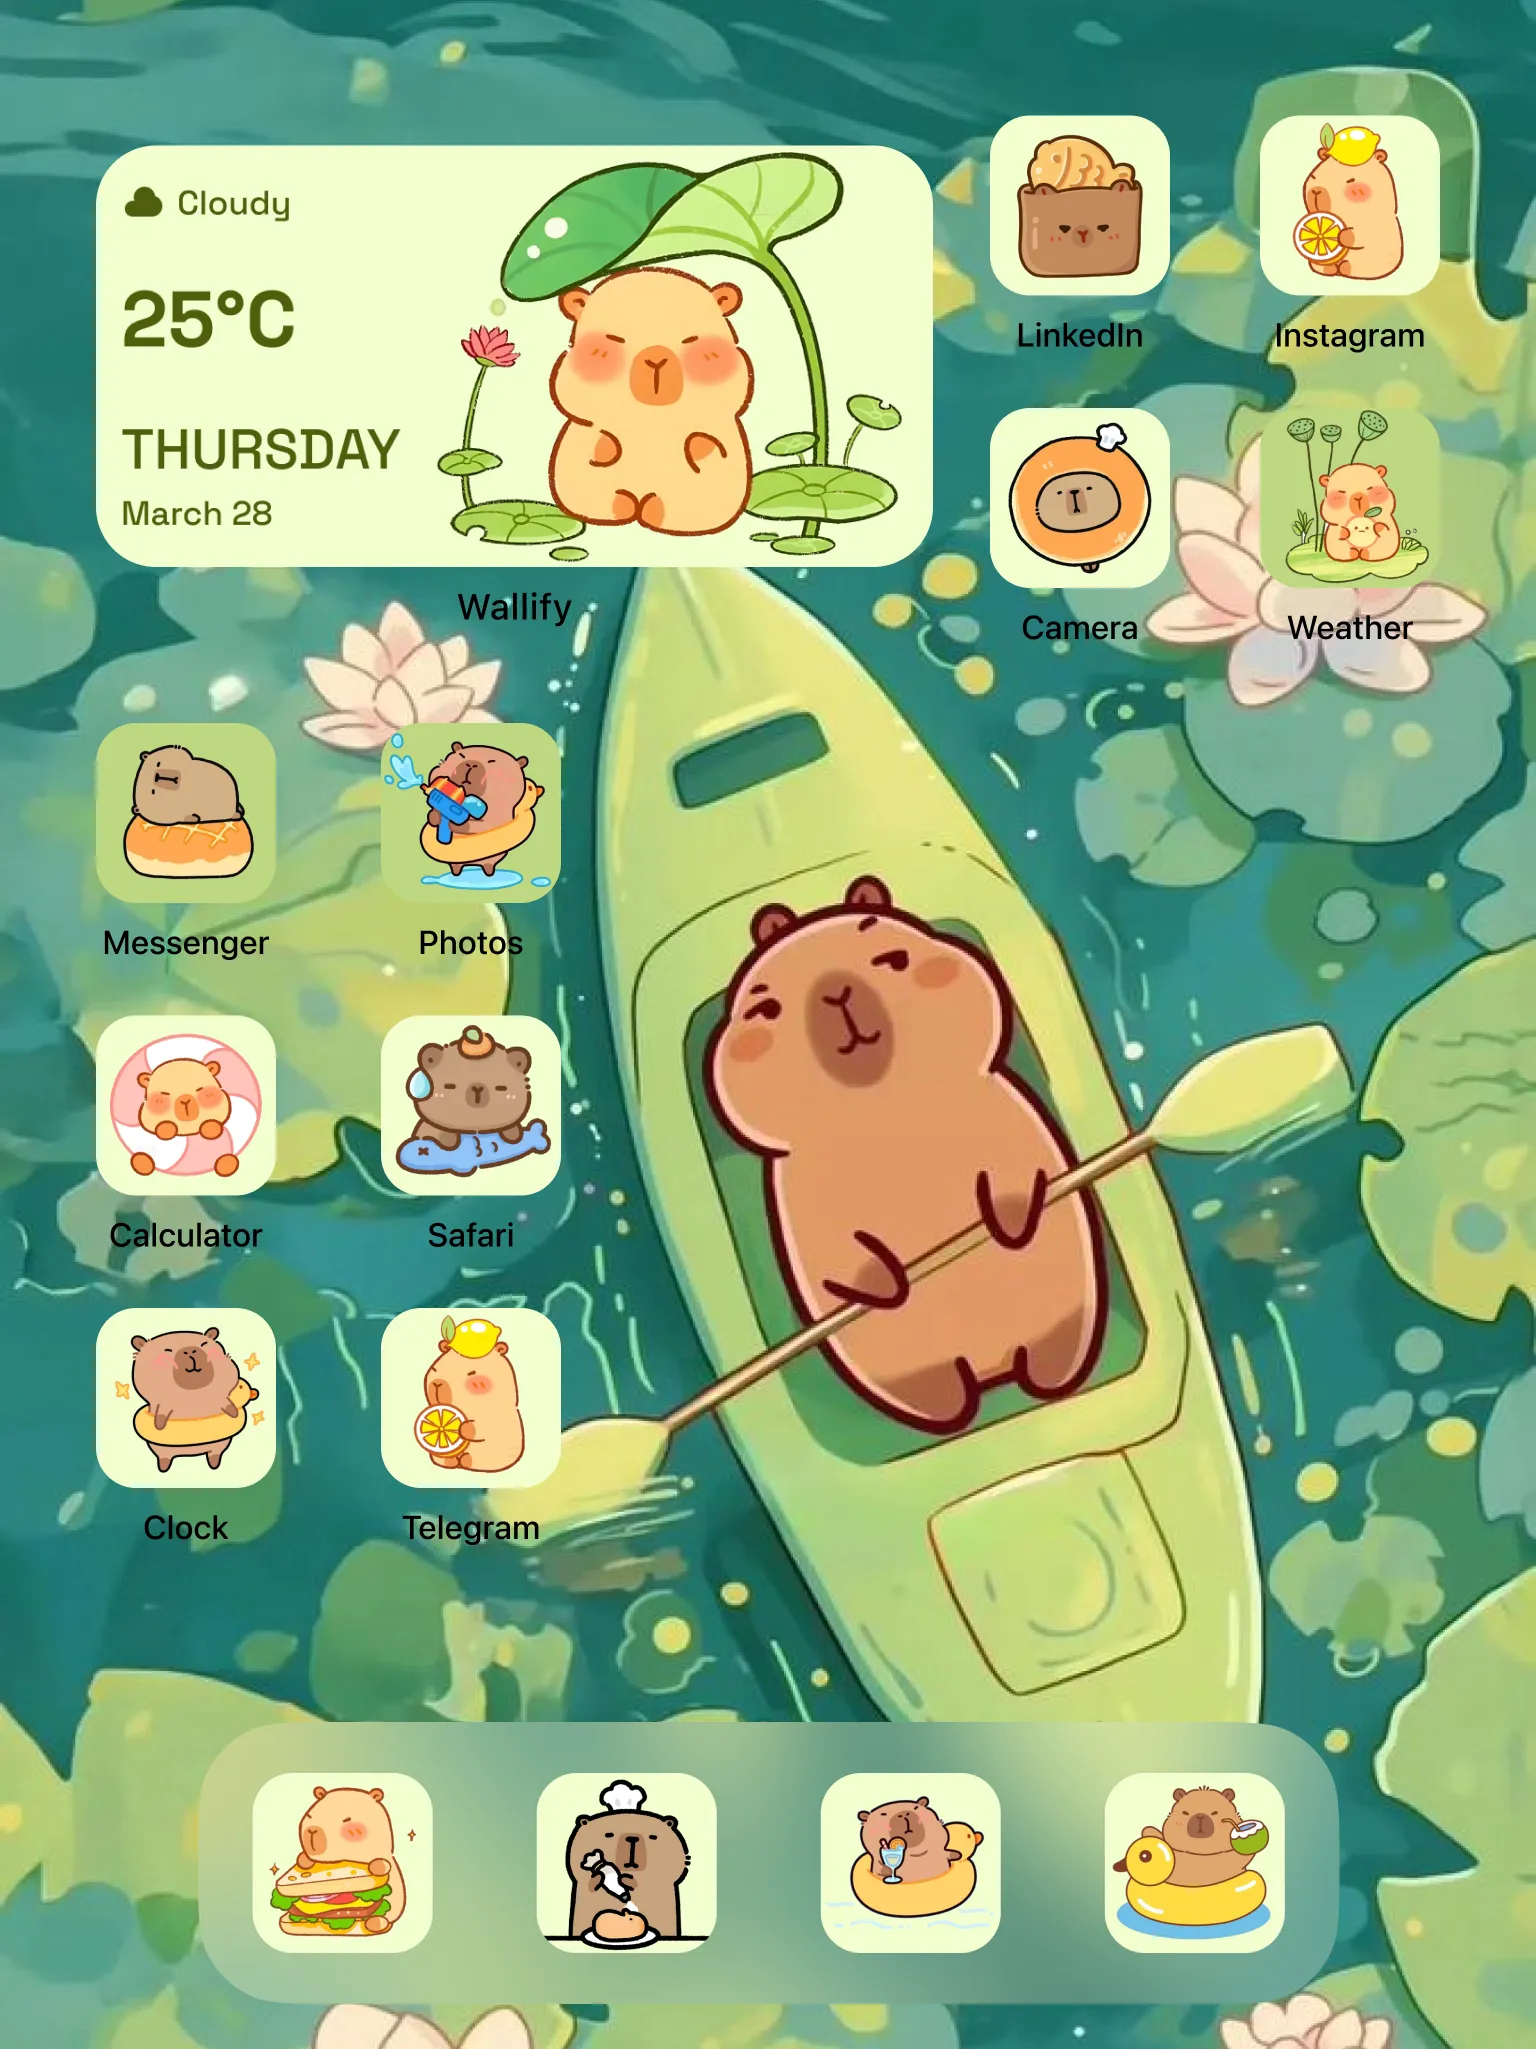 Cloudy
25°C
THURSDAY
March 28
Wallify
LinkedIn
Instagram
Camera
Weather
Messenger
Photos
Calculator
Safari
Clock
Telegram